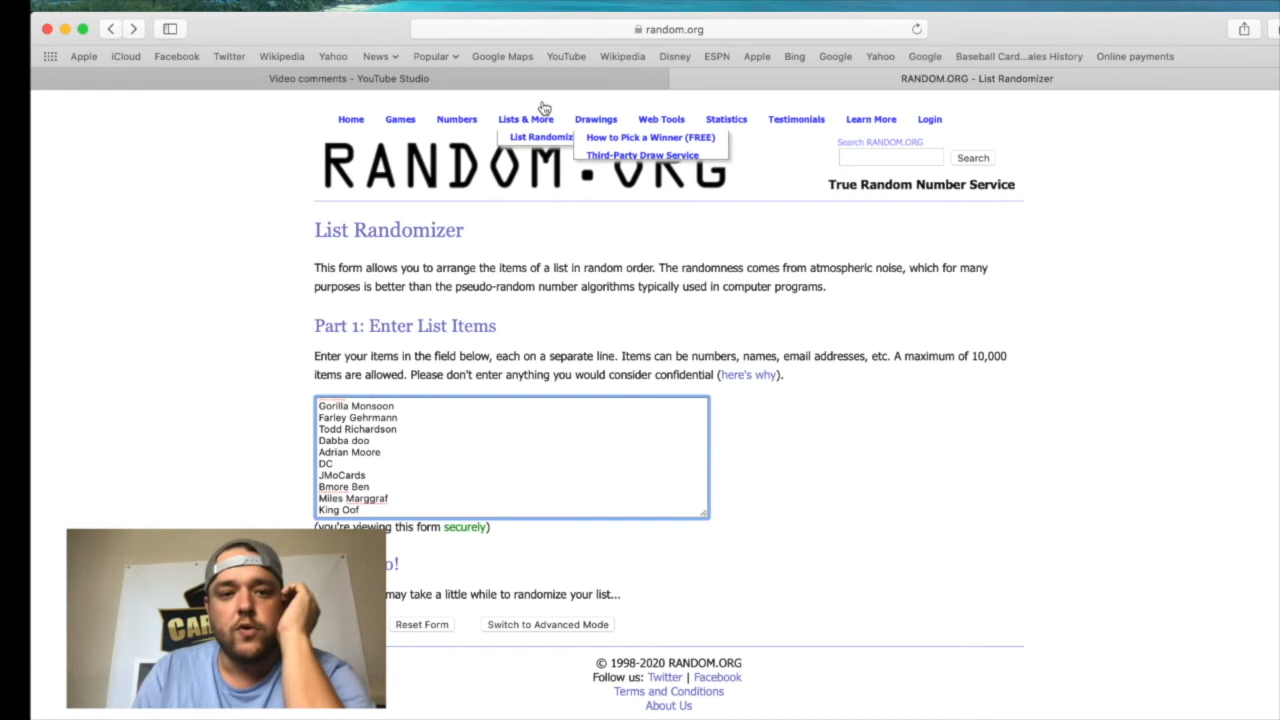 random.org
Apple iCloud Facebook Twitter Wikipedia Yahoo News Popular Google Maps YouTube Wikipedia Disney ESPN Apple Bing Google Yahoo Google Baseball Card...ales History Online payments
Video comments - YouTube Studio RANDOM.ORG - List Randomizer
Home Games Numbers Lists & More Drawings Web Tools Statistics Testimonials Learn More Login
List Randomiz How to Pick a Winner (FREE)
Third-Party Draw Service
Search RANDOM.ORG
Search
RANDOM.ORG
True Random Number Service
List Randomizer
This form allows you to arrange the items of a list in random order. The randomness comes from atmospheric noise, which for many
purposes is better than the pseudo-random number algorithms typically used in computer programs.
Part 1: Enter List Items
Enter your items in the field below, each on a separate line. Items can be numbers, names, email addresses, etc. A maximum of 10,000
items are allowed. Please don't enter anything you would consider confidential (here's why).
Gorilla Monsoon
Farley Gehrmann
Todd Richardson
Dabba doo
Adrian Moore
DC
JMoCards
Bmore Ben
Miles Marggraf
King Oof
(you're viewing this form securely)
o!
may take a little while to randomize your list...
Reset Form Switch to Advanced Mode
CAR
© 1998-2020 RANDOM.ORG
Follow us: Twitter | Facebook
Terms and Conditions
About Us